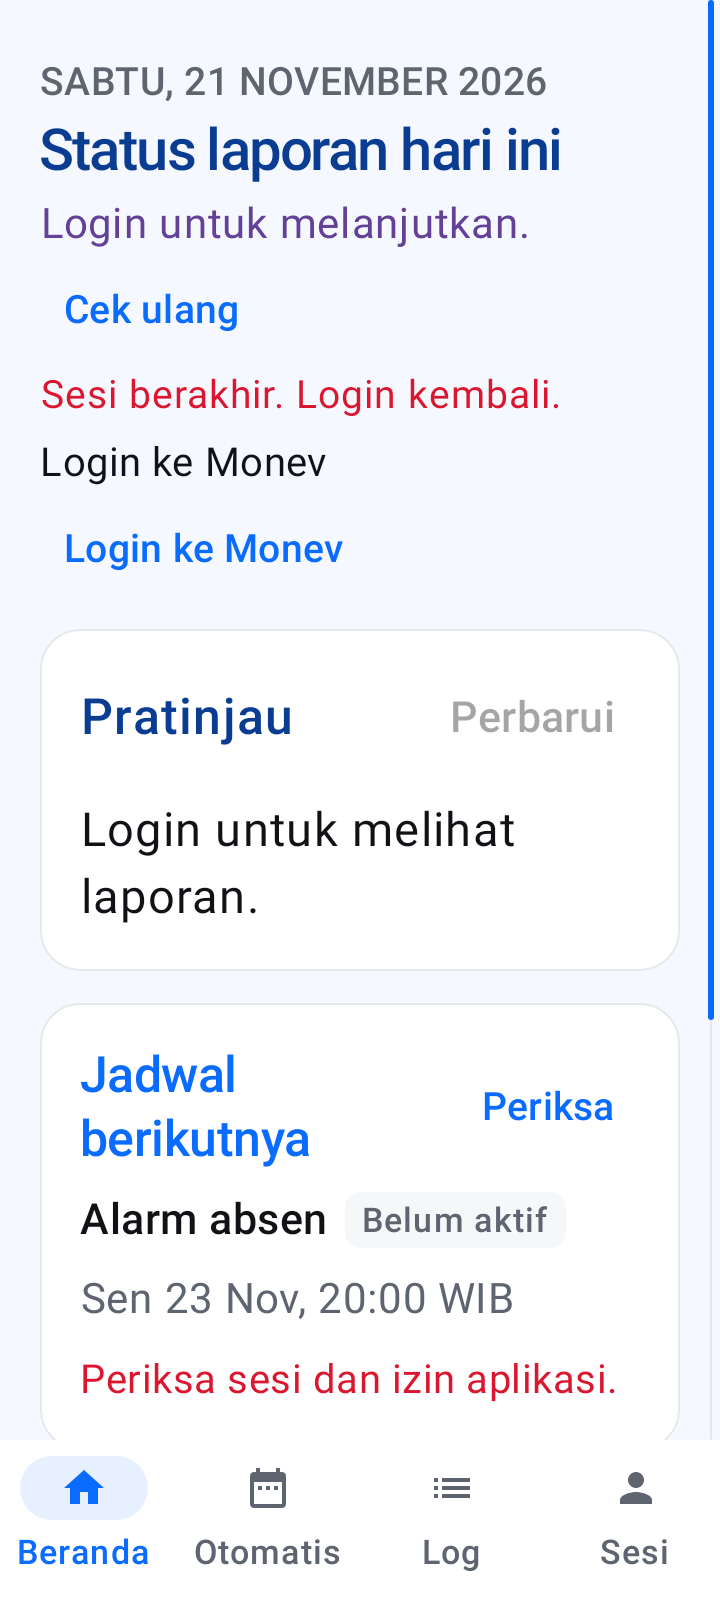 SABTU, 21 NOVEMBER 2026
Status laporan hari ini
Login untuk melanjutkan.
Cek ulang
Sesi berakhir. Login kembali.
Login ke Monev
Login ke Monev
Pratinjau
Perbarui
Login untuk melihat
laporan.
Jadwal
berikutnya
Periksa
Alarm absen
Belum aktif
Sen 23 Nov, 20:00 WIB
Periksa sesi dan izin aplikasi.
Beranda
Otomatis
Log
Sesi